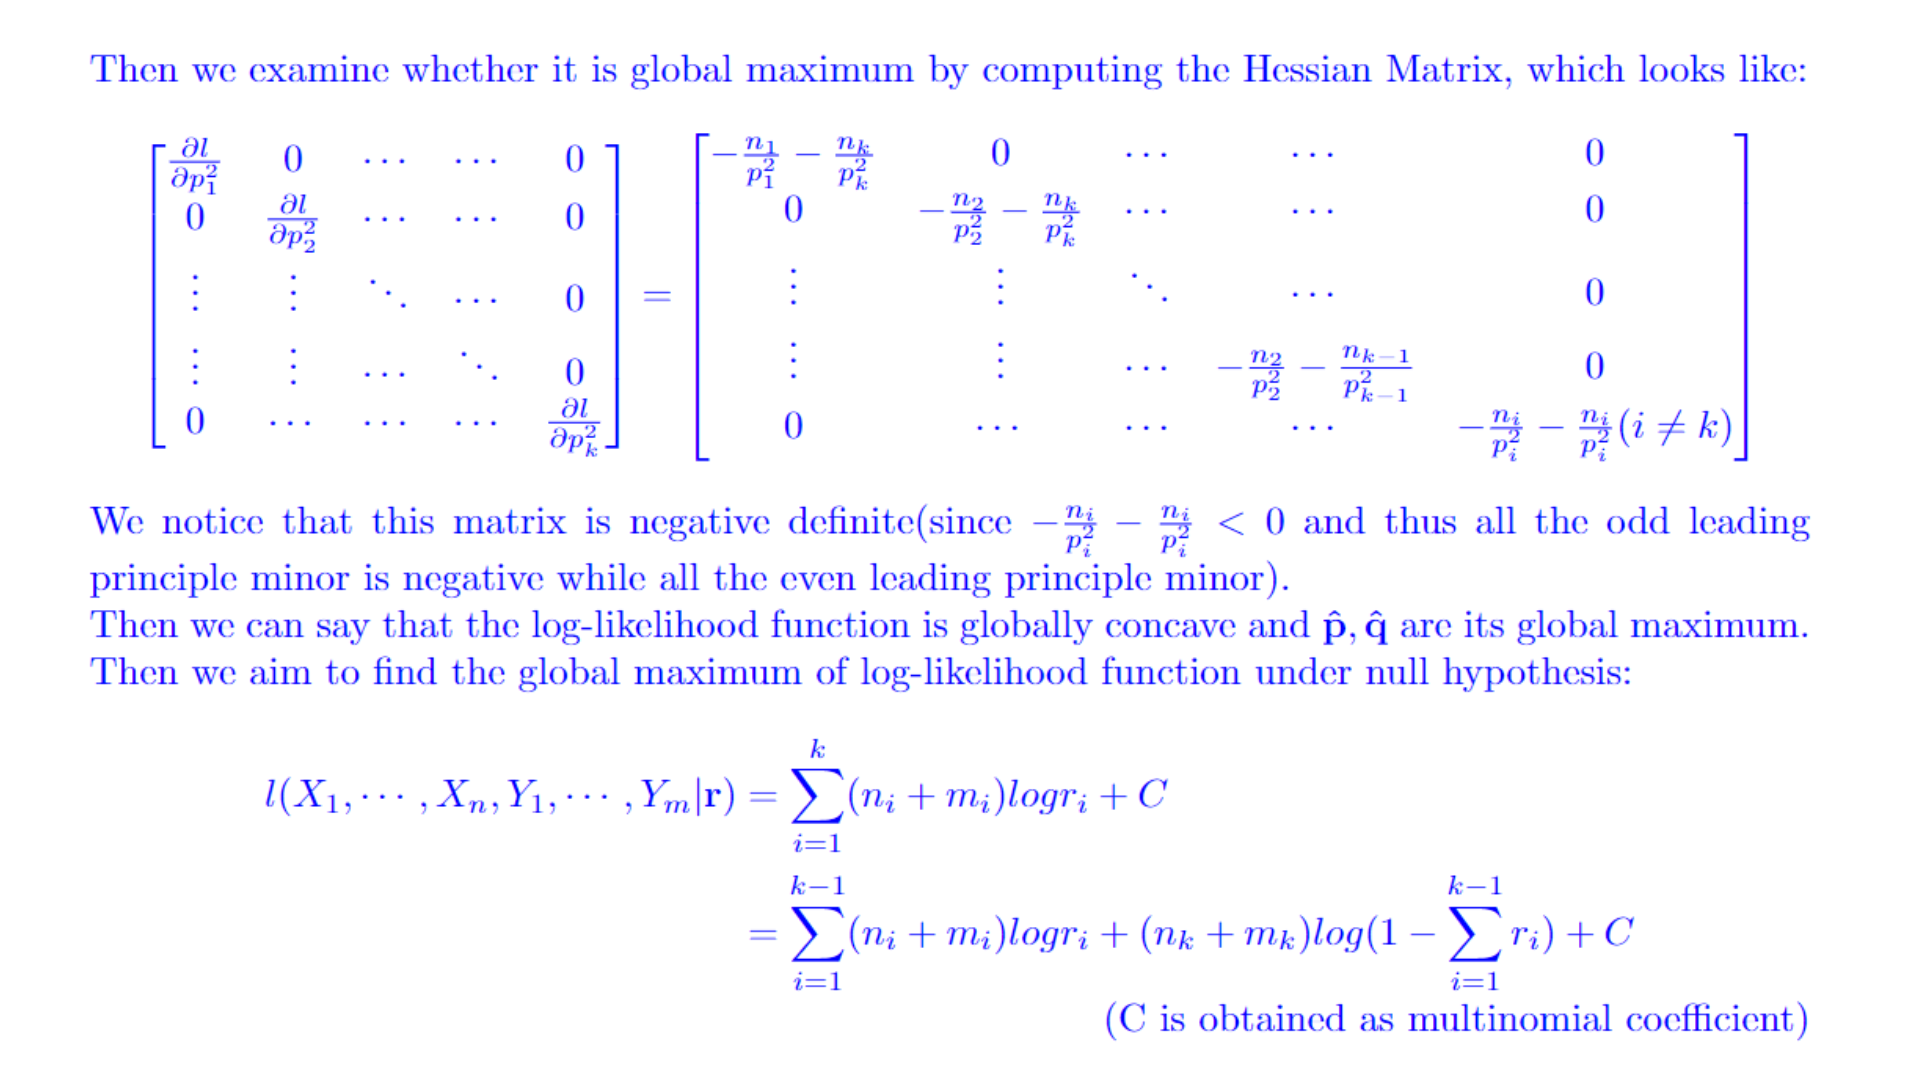 Then we examine whether it is global maximum by computing the Hessian Matrix, which looks like:
\begin{bmatrix} \frac{\partial l}{\partial p_1^2} & 0 & \cdots & \cdots & 0 \\ 0 & \frac{\partial l}{\partial p_2^2} & \cdots & \cdots & 0 \\ \vdots & \vdots & \ddots & \cdots & 0 \\ \vdots & \vdots & \cdots & \ddots & 0 \\ 0 & \cdots & \cdots & \cdots & \frac{\partial l}{\partial p_k^2} \end{bmatrix} = \begin{bmatrix} -\frac{n_1}{p_1^2} - \frac{n_k}{p_k^2} & 0 & \cdots & \cdots & 0 \\ 0 & -\frac{n_2}{p_2^2} - \frac{n_k}{p_k^2} & \cdots & \cdots & 0 \\ \vdots & \vdots & \ddots & \cdots & 0 \\ \vdots & \vdots & \cdots & -\frac{n_2}{p_2^2} - \frac{n_{k-1}}{p_{k-1}^2} & 0 \\ 0 & \cdots & \cdots & \cdots & -\frac{n_i}{p_i^2} - \frac{n_i}{p_i^2}(i \neq k) \end{bmatrix}
We notice that this matrix is negative definite(since -\frac{n_i}{p_i^2} - \frac{n_i}{p_i^2} < 0 and thus all the odd leading
principle minor is negative while all the even leading principle minor).
Then we can say that the log-likelihood function is globally concave and \hat{\mathbf{p}}, \hat{\mathbf{q}} are its global maximum.
Then we aim to find the global maximum of log-likelihood function under null hypothesis:
l(X_1, \cdots, X_n, Y_1, \cdots, Y_m|\mathbf{r}) = \sum_{i=1}^{k}(n_i + m_i)logr_i + C
= \sum_{i=1}^{k-1}(n_i + m_i)logr_i + (n_k + m_k)log(1 - \sum_{i=1}^{k-1} r_i) + C
(C is obtained as multinomial coefficient)